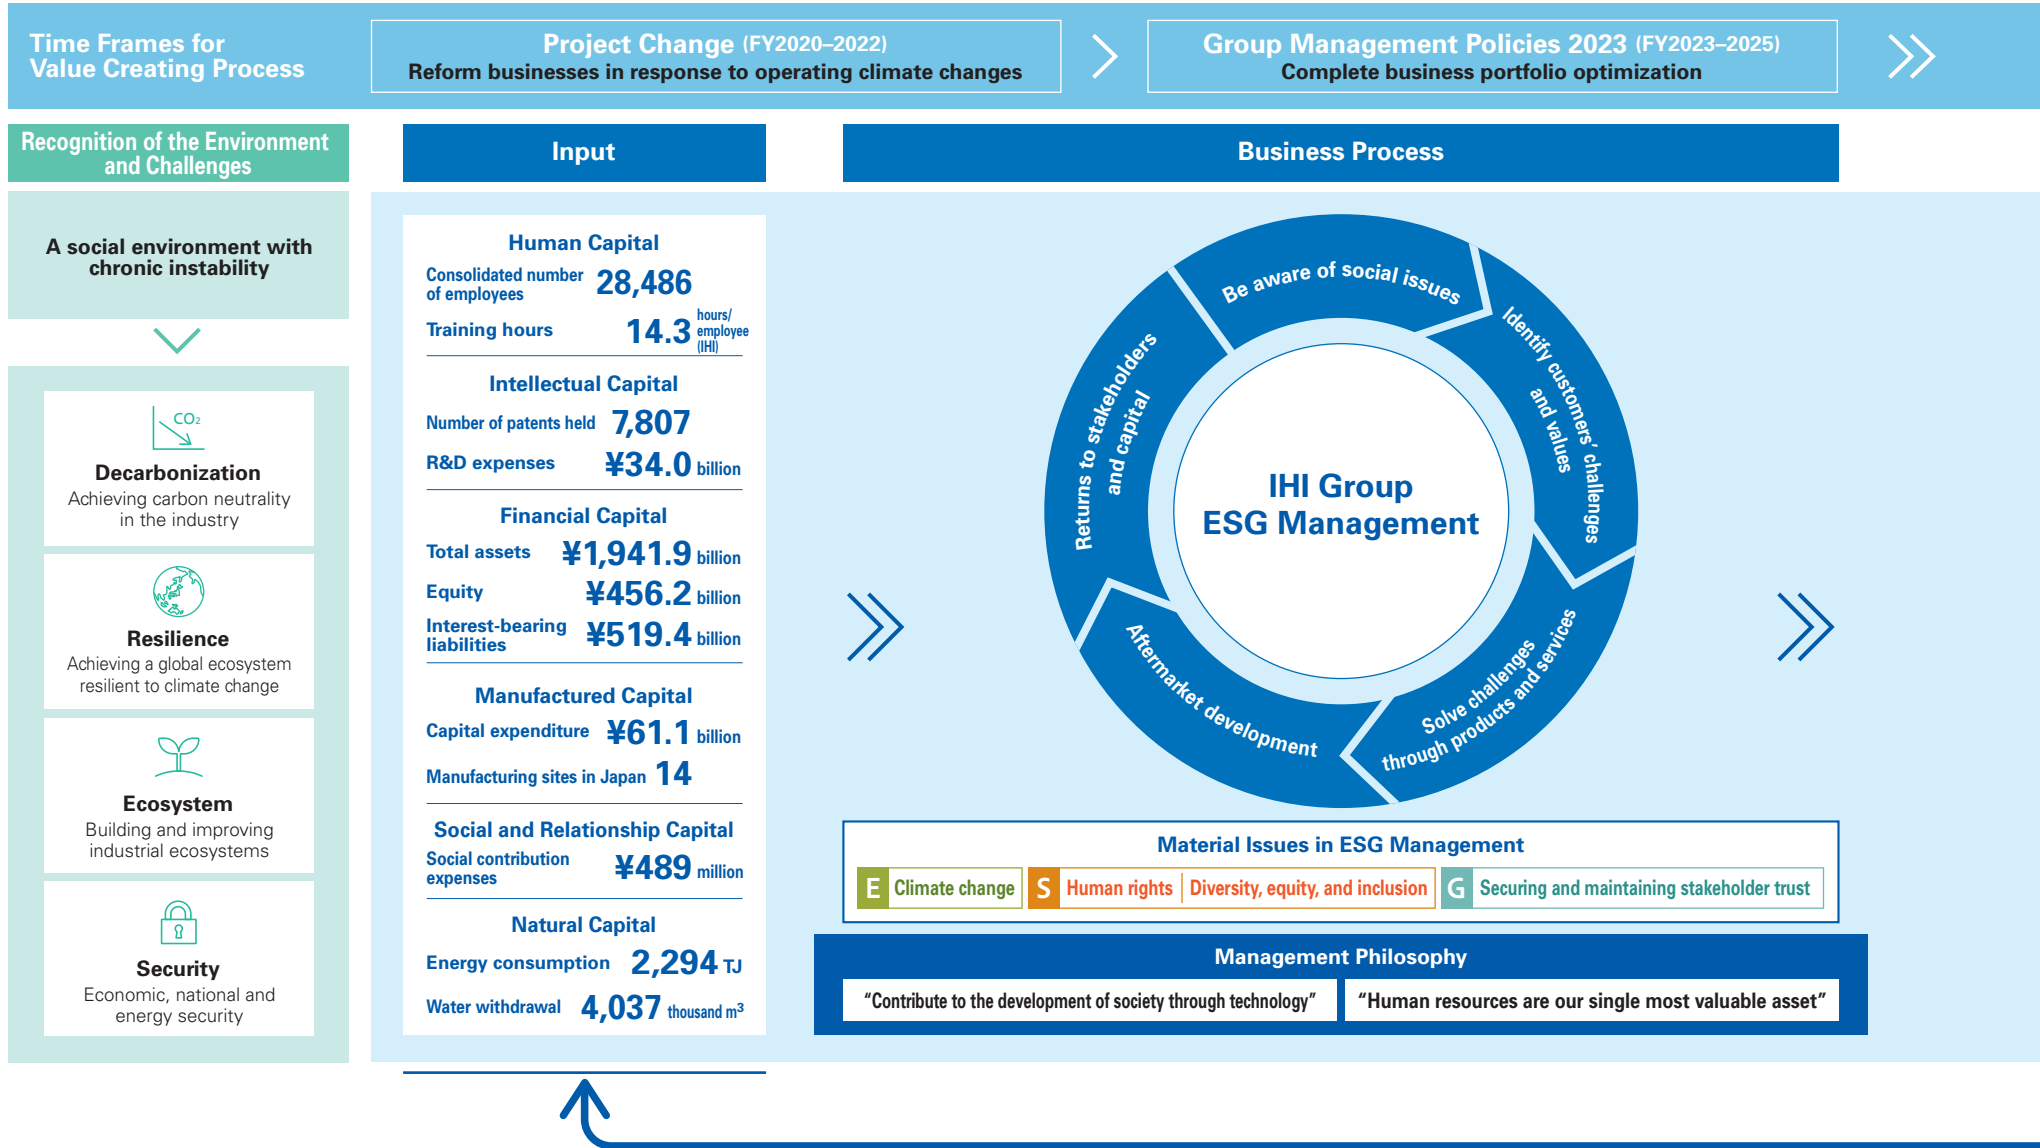 Time Frames for
Value Creating Process
Project Change (FY2020–2022)
Reform businesses in response to operating climate changes
Group Management Policies 2023 (FY2023–2025)
Complete business portfolio optimization
Recognition of the Environment
and Challenges
A social environment with
chronic instability
CO₂
Decarbonization
Achieving carbon neutrality
in the industry
Resilience
Achieving a global ecosystem
resilient to climate change
Ecosystem
Building and improving
industrial ecosystems
Security
Economic, national and
energy security
Input
Human Capital
Consolidated number
of employees
28,486
Training hours
14.3
hours/
employee
(IHI)
Intellectual Capital
Number of patents held 7,807
R&D expenses ¥34.0 billion
Financial Capital
Total assets ¥1,941.9 billion
Equity ¥456.2 billion
Interest-bearing
liabilities
¥519.4 billion
Manufactured Capital
Capital expenditure ¥61.1 billion
Manufacturing sites in Japan 14
Social and Relationship Capital
Social contribution
expenses
¥489 million
Natural Capital
Energy consumption 2,294 TJ
Water withdrawal 4,037 thousand m³
Business Process
Be aware of social issues
Identify customers’ challenges
and values
Solve challenges
through products and services
Aftermarket development
Returns to stakeholders
and capital
IHI Group
ESG Management
Material Issues in ESG Management
E Climate change
S Human rights Diversity, equity, and inclusion
G Securing and maintaining stakeholder trust
Management Philosophy
“Contribute to the development of society through technology”
“Human resources are our single most valuable asset”